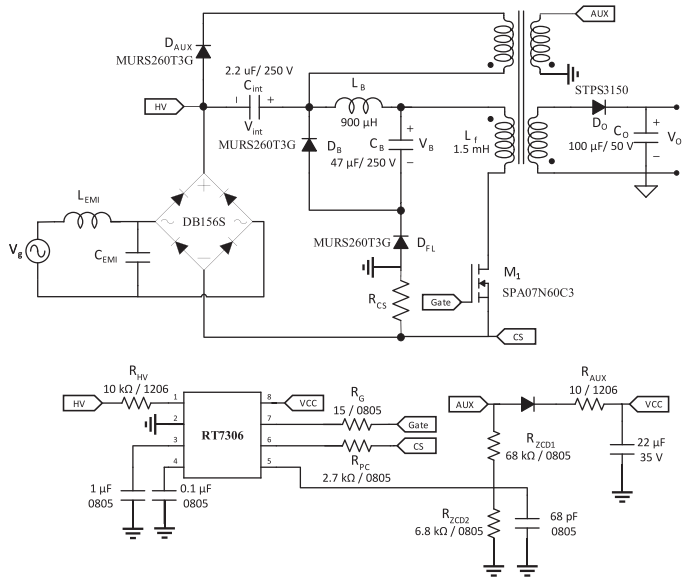 AUX
D_AUX
MURS260T3G
2.2 uF/ 250 V
C_int
HV
V_int
L_B
900 µH
MURS260T3G
D_B
C_B
47 µF/ 250 V
V_B
L_f
1.5 mH
STPS3150
D_O
C_O
100 µF/ 50 V
V_O
L_EMI
DB156S
V_g
C_EMI
MURS260T3G
D_FL
R_CS
Gate
M_1
SPA07N60C3
CS
HV
R_HV
10 kΩ / 1206
1
2
3
4
RT7306
8
7
6
5
VCC
R_G
15 / 0805
Gate
CS
R_PC
2.7 kΩ / 0805
1 µF
0805
0.1 µF
0805
AUX
R_AUX
10 / 1206
VCC
R_ZCD1
68 kΩ / 0805
22 µF
35 V
R_ZCD2
6.8 kΩ / 0805
68 pF
0805